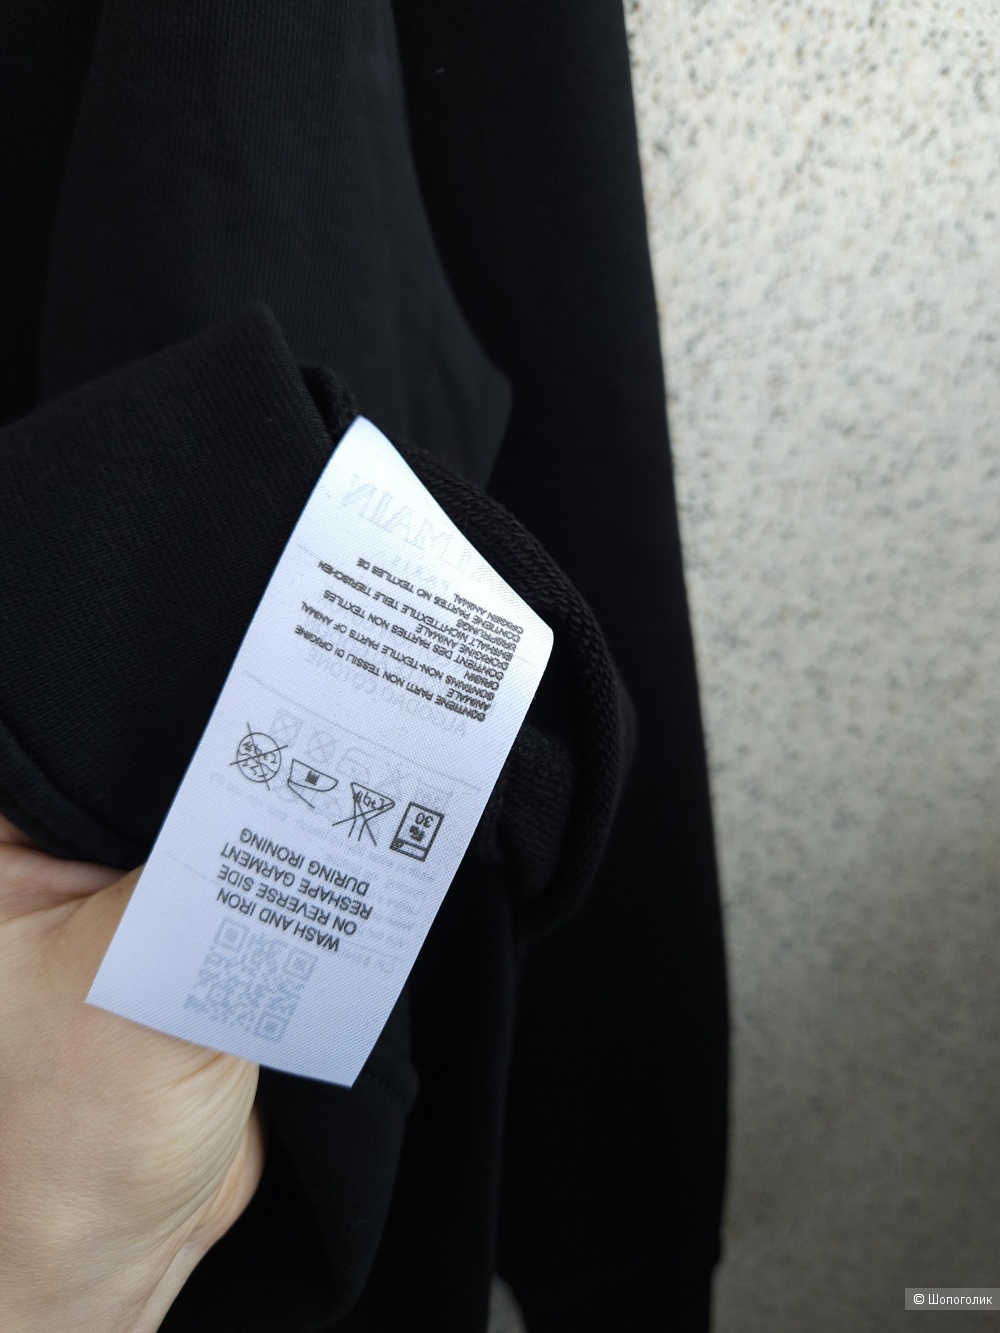 WASH AND IRON
ON REVERSE SIDE
RESHAPE GARMENT
DURING IRONING
30
CONTIENE PARTI NON TESSILI DI ORIGINE
ANIMALE
CONTAINS NON-TEXTILE PARTS OF ANIMAL
ORIGIN
CONTIENT DES PARTIES NON TEXTILES
D'ORIGINE ANIMALE
NICHTTEXTILE TEILE TIERISCHEN
URSPRUNGS
CONTIENE PARTES NO TEXTILES DE
ANIMAL
© Шопоголик